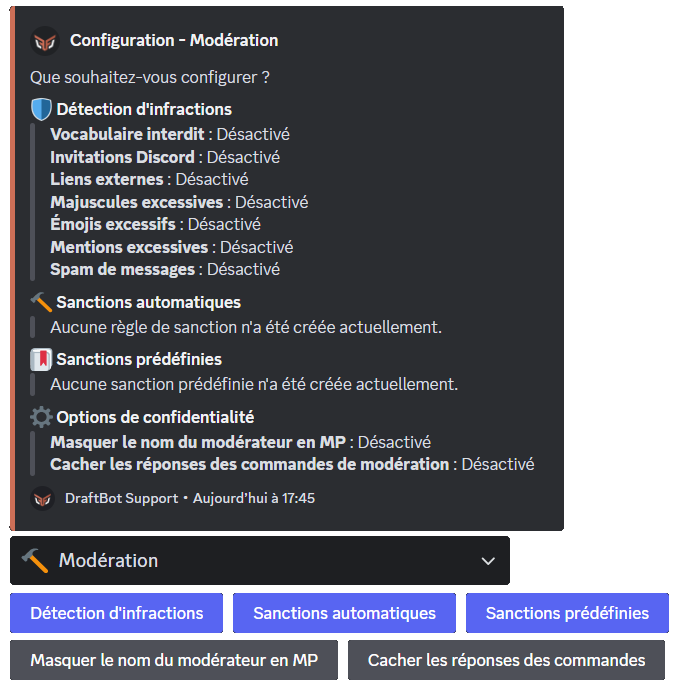 Configuration - Modération
Que souhaitez-vous configurer ?
Détection d'infractions
Vocabulaire interdit : Désactivé
Invitations Discord : Désactivé
Liens externes : Désactivé
Majuscules excessives : Désactivé
Émojis excessifs : Désactivé
Mentions excessives : Désactivé
Spam de messages : Désactivé
Sanctions automatiques
Aucune règle de sanction n'a été créée actuellement.
Sanctions prédéfinies
Aucune sanction prédéfinie n'a été créée actuellement.
Options de confidentialité
Masquer le nom du modérateur en MP : Désactivé
Cacher les réponses des commandes de modération : Désactivé
DraftBot Support • Aujourd'hui à 17:45
Modération
Détection d'infractions Sanctions automatiques Sanctions prédéfinies
Masquer le nom du modérateur en MP Cacher les réponses des commandes